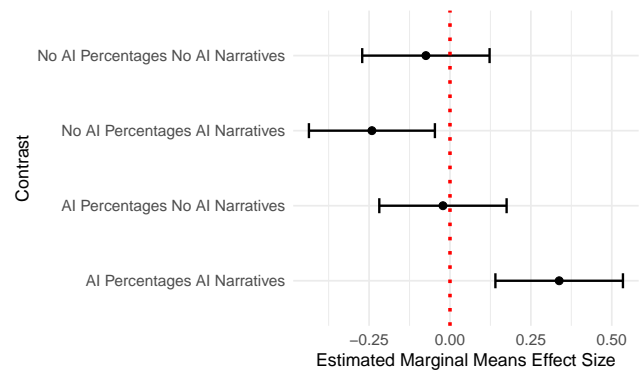 No AI Percentages No AI Narratives
No AI Percentages AI Narratives
AI Percentages No AI Narratives
AI Percentages AI Narratives
Contrast
−0.25 0.00 0.25 0.50
Estimated Marginal Means Effect Size